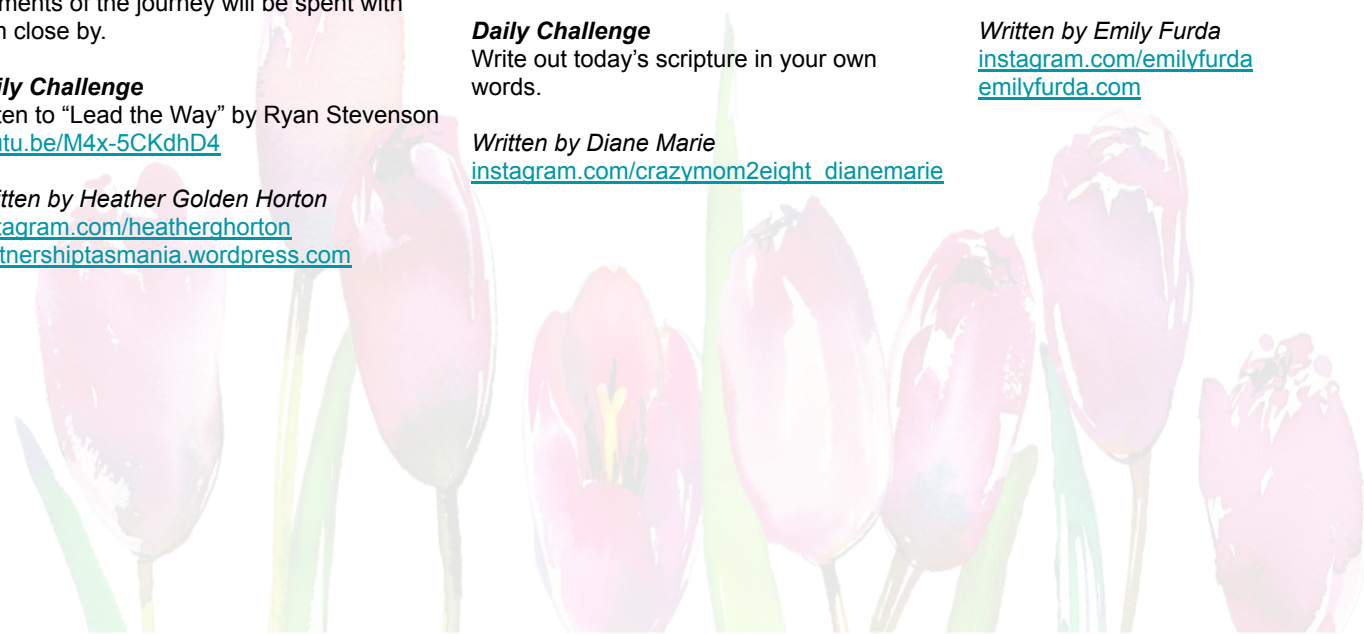 ments of the journey will be spent with
close by.
Daily Challenge
to “Lead the Way” by Ryan Stevenson
tu.be/M4x-5CKdhD4
Written by Heather Golden Horton
tagram.com/heatherghorton
tnershiptasmania.wordpress.com
Daily Challenge
Write out today’s scripture in your own
words.
Written by Diane Marie
instagram.com/crazymom2eight_dianemarie
Written by Emily Furda
instagram.com/emilyfurda
emilyfurda.com